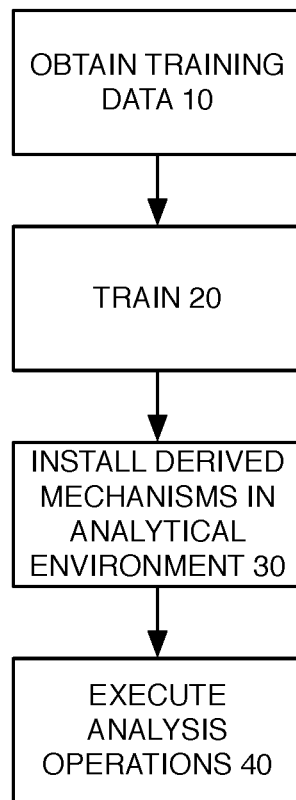 OBTAIN TRAINING
DATA 10
TRAIN 20
INSTALL DERIVED
MECHANISMS IN
ANALYTICAL
ENVIRONMENT 30
EXECUTE
ANALYSIS
OPERATIONS 40